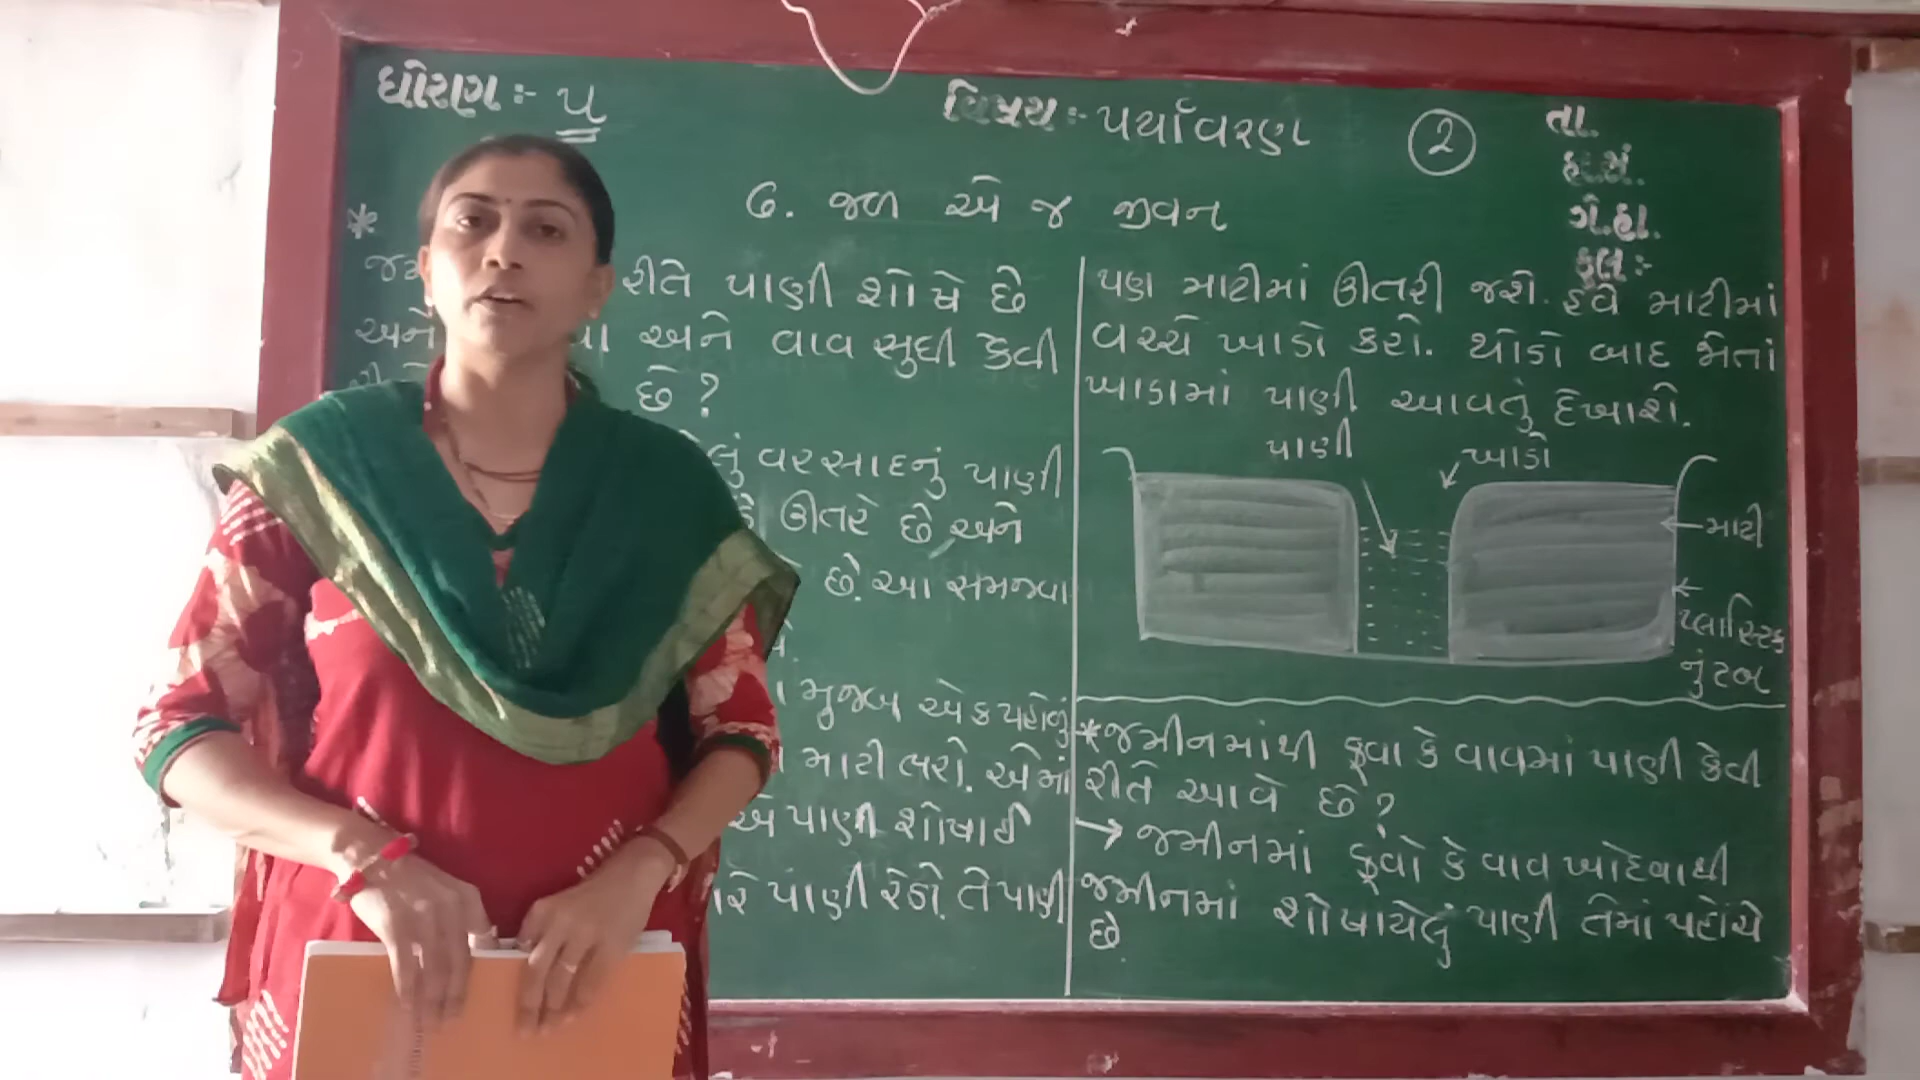 ધોરણ :- ૫
વિષય :- પર્યાવરણ
૨
તા.
હા.સં.
ગે.હા.
કુલ :-
૬. જળ એ જ જીવન
*
રીતે પાણી શોષે છે
અને અને વાવ સુધી કેવી
છે ?
વરસાદનું પાણી
ઊતરે છે અને
છે. આ સમજવા
મુજબ એક પહોળું
માટી ભરો. એમાં
એ પાણી શોષાઈ
પાણી રેડો. તે પાણી
પણ માટીમાં ઊતરી જશે. હવે માટીમાં
વચ્ચે ખાડો કરો. થોડો બાદ જોતાં
ખાડામાં પાણી આવતું દેખાશે.
પાણી
ખાડો
માટી
પ્લાસ્ટિક
નું ટબ
* જમીનમાંથી કૂવા કે વાવમાં પાણી કેવી
રીતે આવે છે ?
→ જમીનમાં કૂવો કે વાવ ખોદવાથી
જમીનમાં શોષાયેલું પાણી તેમાં પહોંચે
છે.